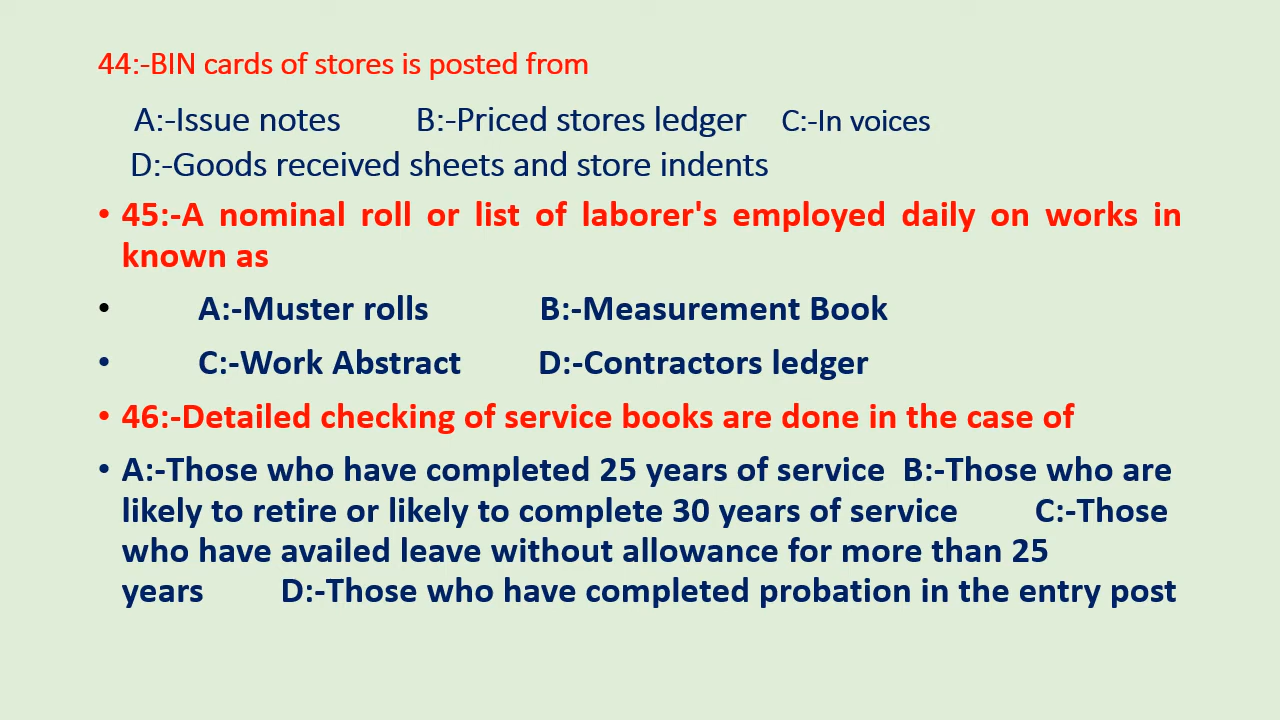 44:-BIN cards of stores is posted from
A:-Issue notes B:-Priced stores ledger C:-In voices
D:-Goods received sheets and store indents
• 45:-A nominal roll or list of laborer's employed daily on works in
known as
• A:-Muster rolls B:-Measurement Book
• C:-Work Abstract D:-Contractors ledger
• 46:-Detailed checking of service books are done in the case of
• A:-Those who have completed 25 years of service B:-Those who are
likely to retire or likely to complete 30 years of service C:-Those
who have availed leave without allowance for more than 25
years D:-Those who have completed probation in the entry post